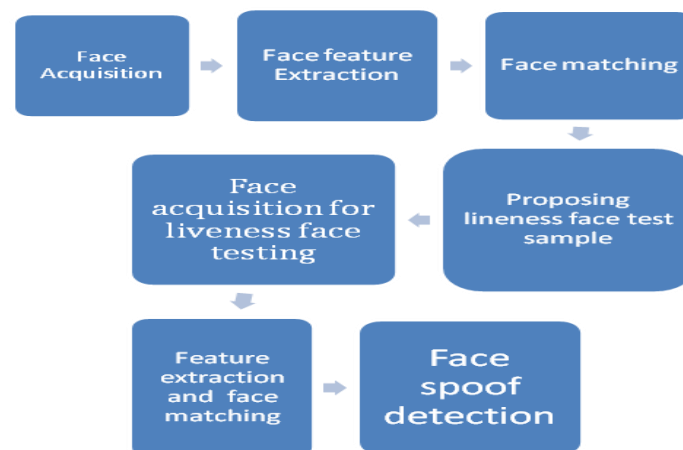 Face
Acquisition
Face feature
Extraction
Face matching
Proposing
lineness face test
sample
Face
acquisition for
liveness face
testing
Feature
extraction
and face
matching
Face
spoof
detection